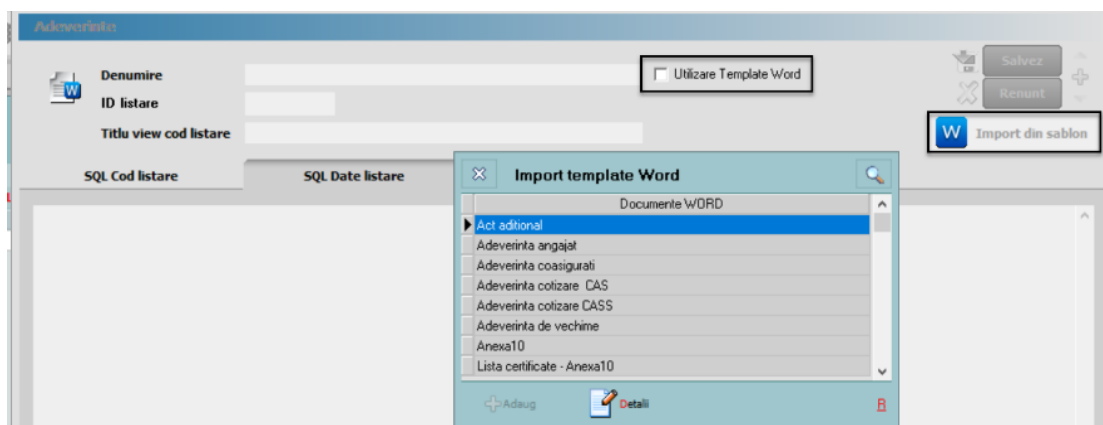 Adeverinte
Denumire
Utilizare Template Word
Salvez
ID listare
Renunt
Titlu view cod listare
W Import din sablon
SQL Cod listare
SQL Date listare
Import template Word
Documente WORD
Act aditional
Adeverinta angajat
Adeverinta coasigurati
Adeverinta cotizare CAS
Adeverinta cotizare CASS
Adeverinta de vechime
Anexa10
Lista certificate - Anexa10
Adaug
Detalii
R